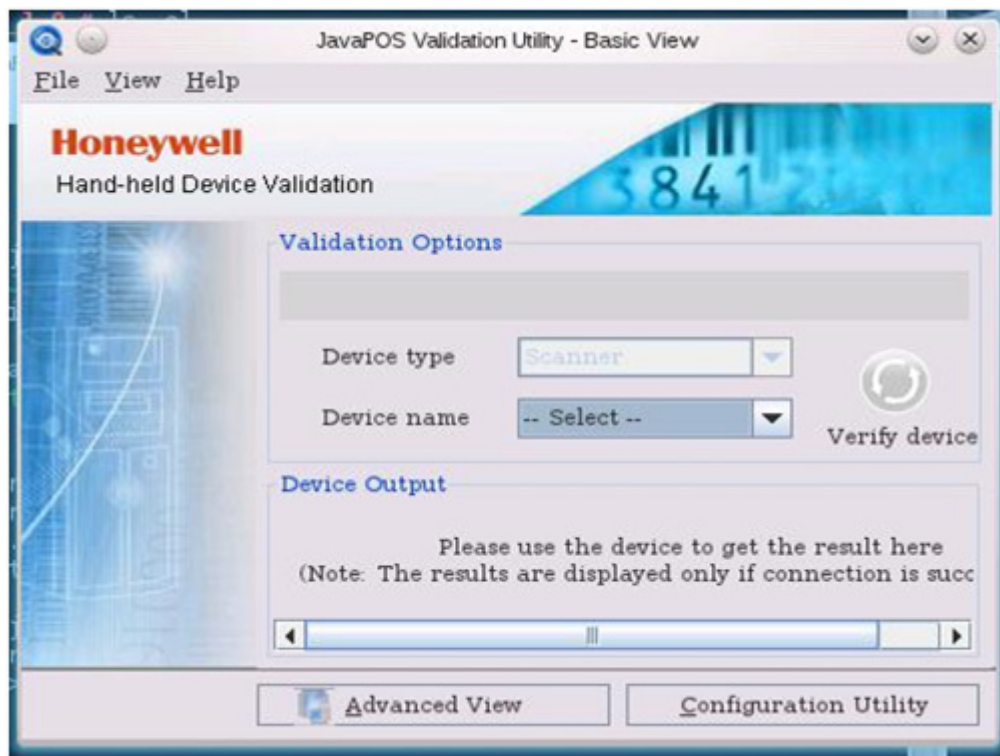 JavaPOS Validation Utility - Basic View
File View Help
Honeywell
Hand-held Device Validation
3841
Validation Options
Device type Scanner
Device name -- Select --
Verify device
Device Output
Please use the device to get the result here
(Note: The results are displayed only if connection is succ
Advanced View Configuration Utility